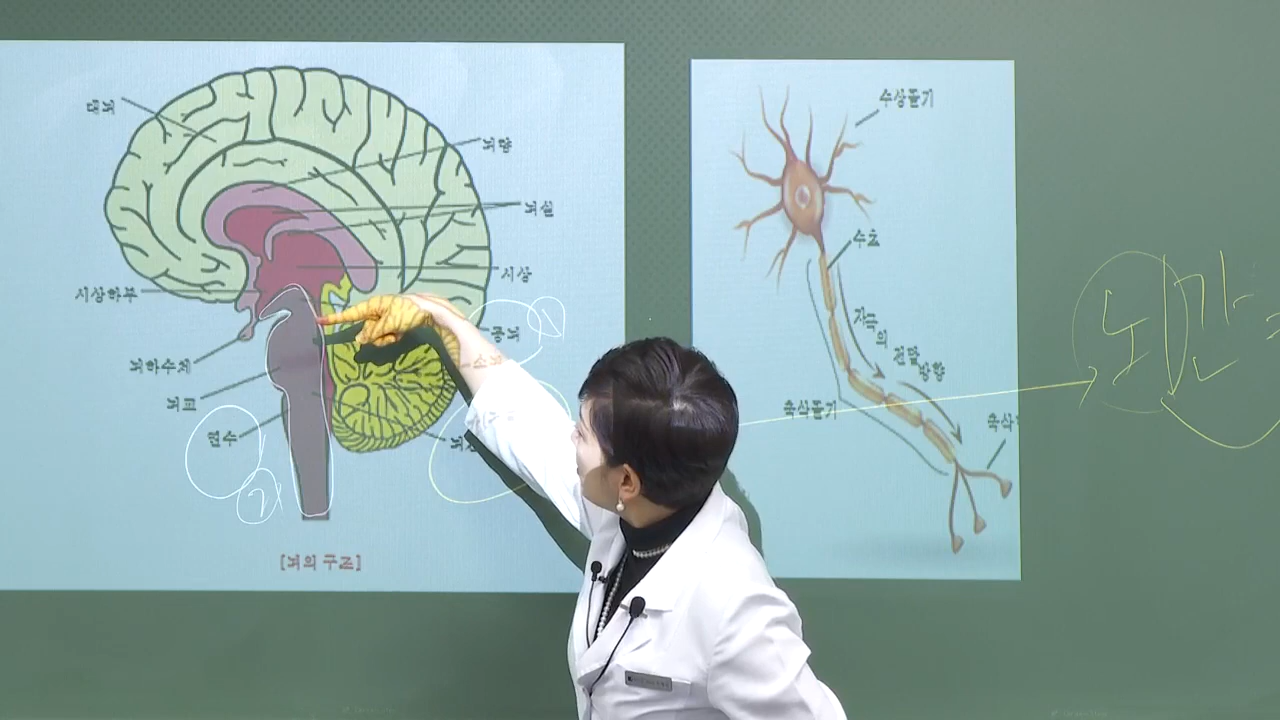 대뇌
뇌량
뇌실
시상
시상하부
중뇌
뇌하수체
소뇌
뇌교
연수
[뇌의 구조]
수상돌기
수초
자극
의
전달
방향
축삭돌기
축삭
뇌간